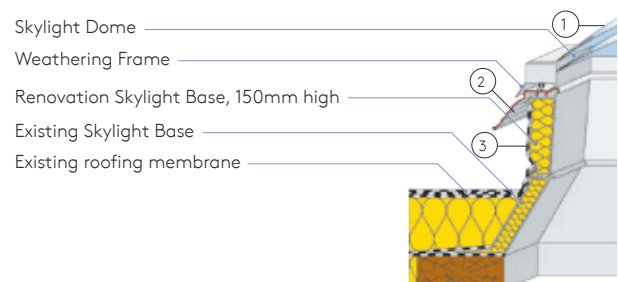 Skylight Dome
Weathering Frame
Renovation Skylight Base, 150mm high
Existing Skylight Base
Existing roofing membrane
1
2
3